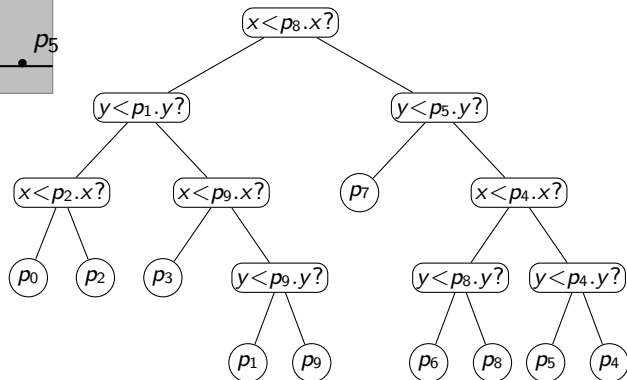 x<p₈.x?
p₅
y<p₁.y? y<p₅.y?
x<p₂.x? x<p₉.x? p₇ x<p₄.x?
p₀ p₂ p₃ y<p₉.y? y<p₈.y? y<p₄.y?
p₁ p₉ p₆ p₈ p₅ p₄